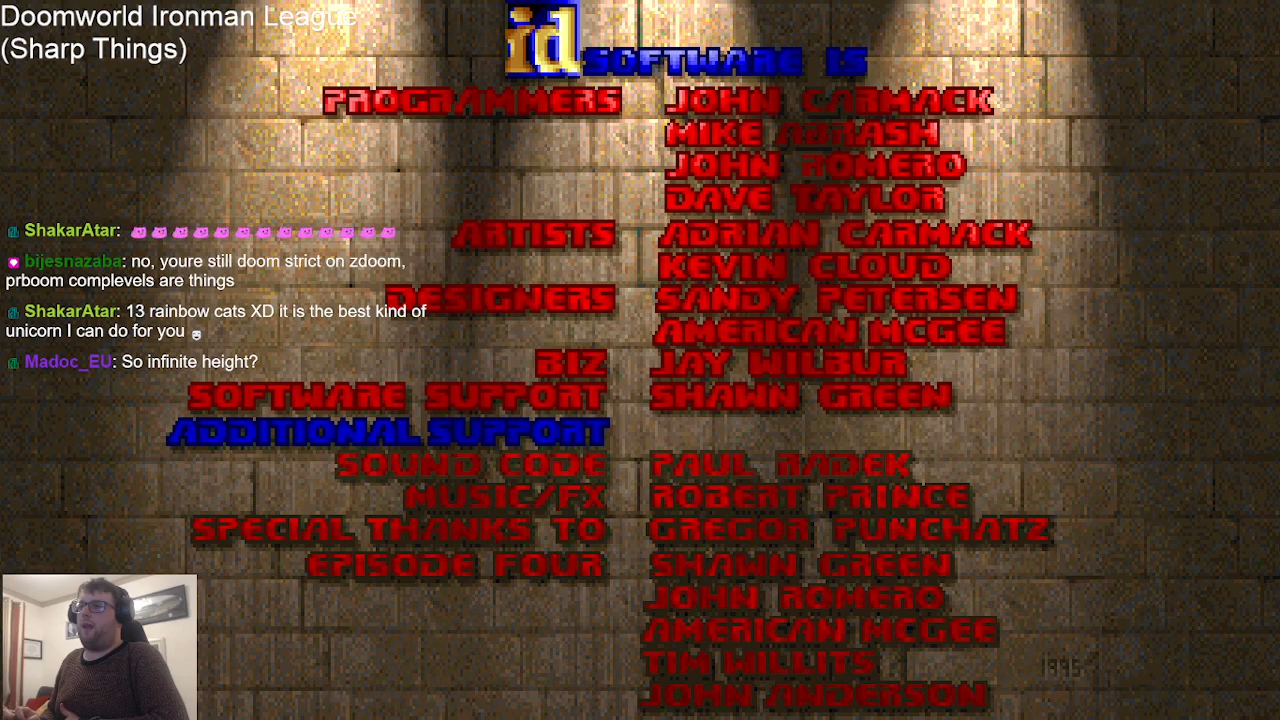 Doomworld Ironman League
(Sharp Things)
id SOFTWARE IS
PROGRAMMERS JOHN CARMACK
MIKE ABRASH
JOHN ROMERO
DAVE TAYLOR
ARTISTS ADRIAN CARMACK
KEVIN CLOUD
DESIGNERS SANDY PETERSEN
AMERICAN MCGEE
BIZ JAY WILBUR
SOFTWARE SUPPORT SHAWN GREEN
ADDITIONAL SUPPORT
SOUND CODE PAUL RADEK
MUSIC/FX ROBERT PRINCE
SPECIAL THANKS TO GREGOR PUNCHATZ
EPISODE FOUR SHAWN GREEN
JOHN ROMERO
AMERICAN MCGEE
TIM WILLITS
JOHN ANDERSON
1995
ShakarAtar:
bijesnazaba: no, youre still doom strict on zdoom,
prboom complevels are things
ShakarAtar: 13 rainbow cats XD it is the best kind of
unicorn I can do for you
Madoc_EU: So infinite height?